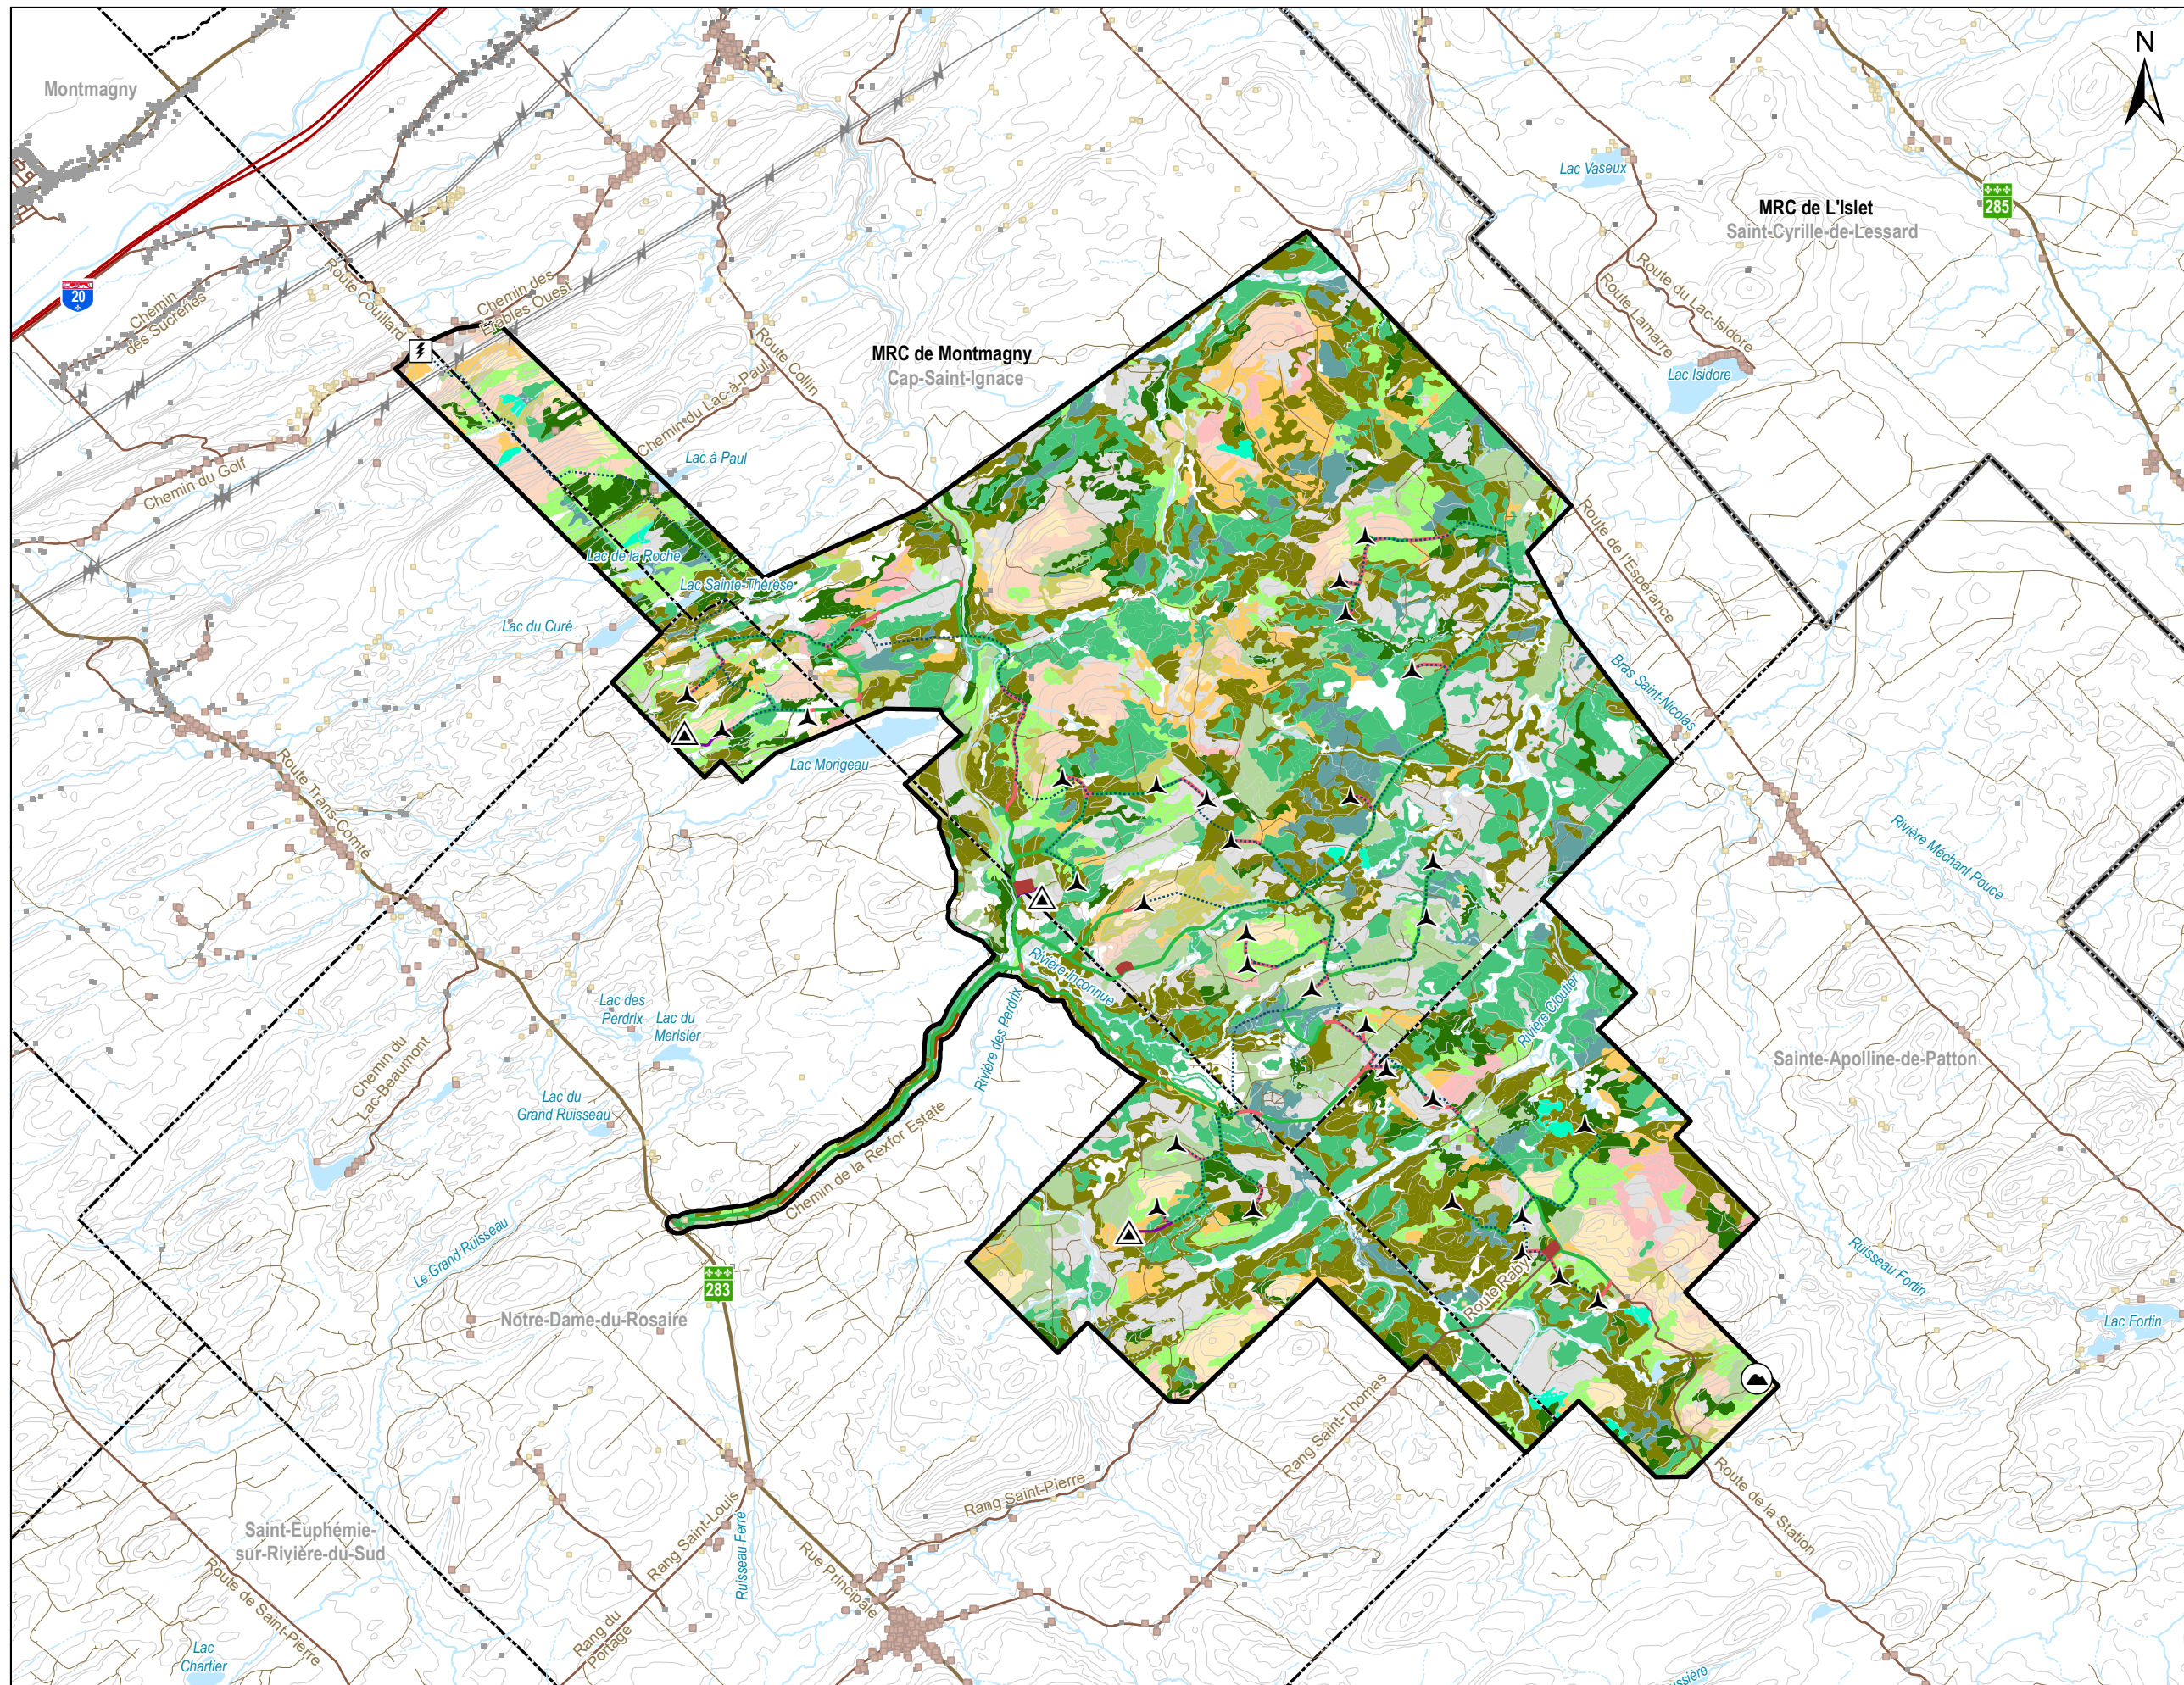 N
Montmagny
Lac Vaseux
MRC de L'Islet
Saint-Cyrille-de-Lessard
285
20
Chemin
des Sucreries
Route Couillard
Chemin des
Érables Ouest
Route du Lac-Isidore
Route Lamarre
Lac Isidore
MRC de Montmagny
Cap-Saint-Ignace
Route Collin
Chemin du Lac-à-Paul
Lac à Paul
Chemin du Golf
Route de l'Espérance
Lac de la Roche
Lac Sainte-Thérèse
Lac du Curé
Bras Saint-Nicolas
Lac Morigeau
Route Trans-Comté
Rivière Méchant Pouce
Rivière Inconnue
Rivière des Perdrix
Rivière Cloutier
Lac des
Perdrix
Lac du
Merisier
Sainte-Apolline-de-Patton
Chemin du
Lac-Beaumont
Lac du
Grand Ruisseau
Chemin de la Rexfor Estate
Le Grand Ruisseau
Ruisseau Fortin
283
Notre-Dame-du-Rosaire
Route Raby
Lac Fortin
Rang Saint-Thomas
Rang Saint-Pierre
Route de la Station
Saint-Euphémie-
sur-Rivière-du-Sud
Rang Saint-Louis
Ruisseau Ferré
Rue Principale
Route de Saint-Pierre
Rang du
Portage
Lac
Chartier
ssière